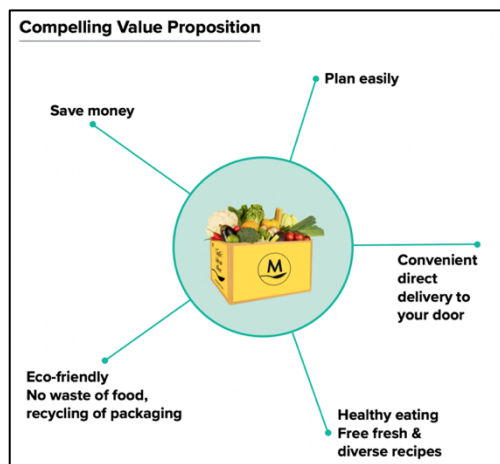 Compelling Value Proposition
Plan easily
Save money
M
Convenient
direct
delivery to
your door
Eco-friendly
No waste of food,
recycling of packaging
Healthy eating
Free fresh &
diverse recipes